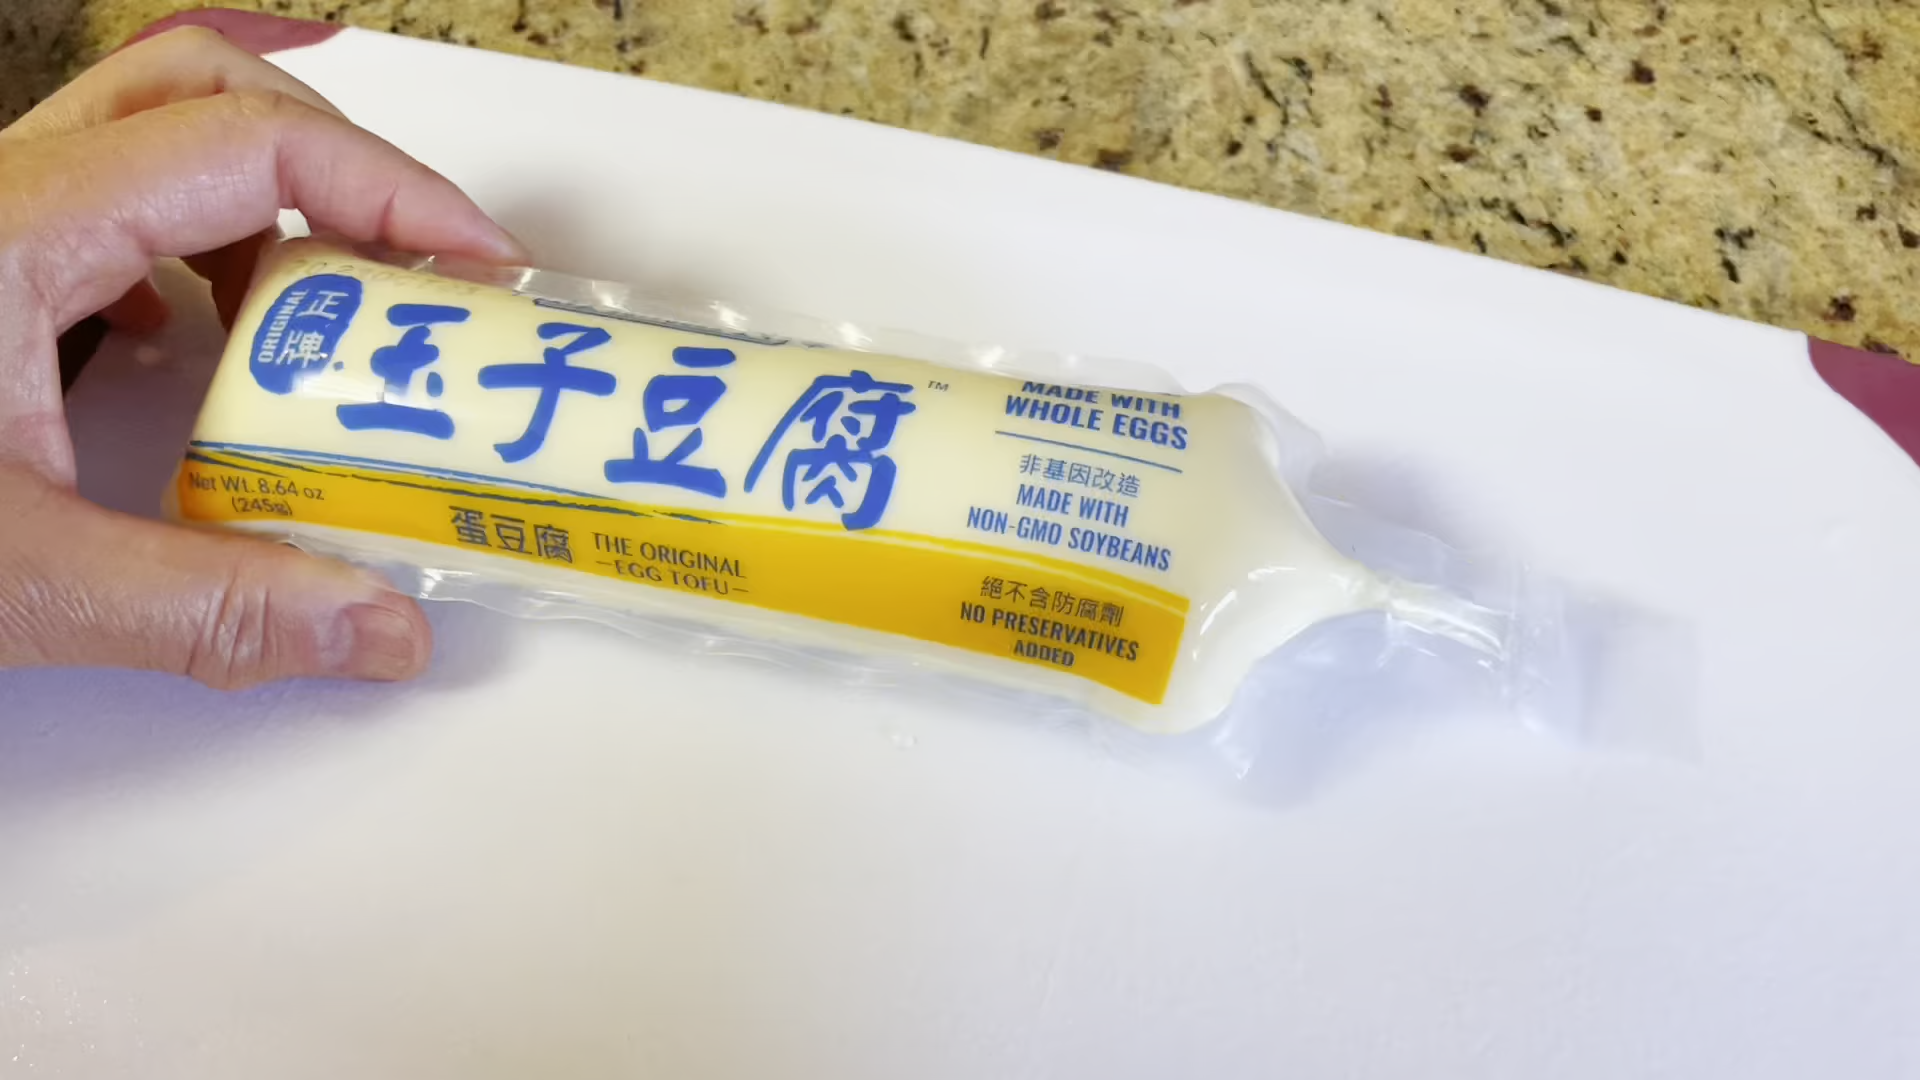 ORIGINAL
正
玉子豆腐™
MADE WITH
WHOLE EGGS
非基因改造
MADE WITH
NON-GMO SOYBEANS
Net Wt. 8.64 oz
(245g)
蛋豆腐
THE ORIGINAL
–EGG TOFU–
絕不含防腐劑
NO PRESERVATIVES
ADDED